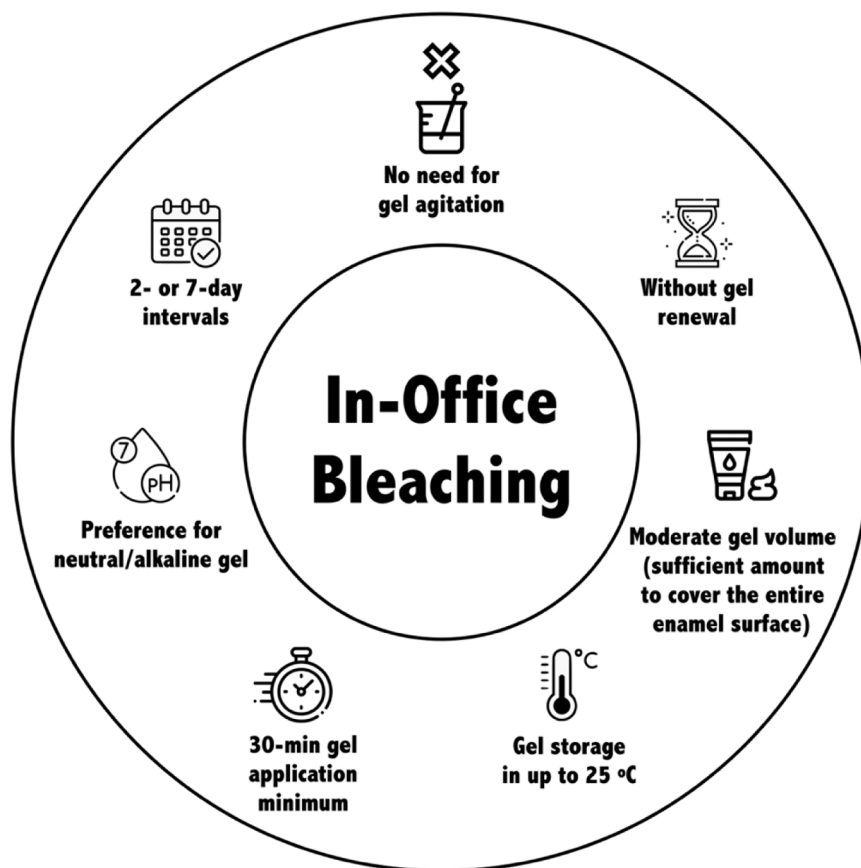 No need for
gel agitation
Without gel
renewal
Moderate gel volume
(sufficient amount
to cover the entire
enamel surface)
°C
Gel storage
in up to 25 ºC
30-min gel
application
minimum
7
pH
Preference for
neutral/alkaline gel
2- or 7-day
intervals
In-Office
Bleaching